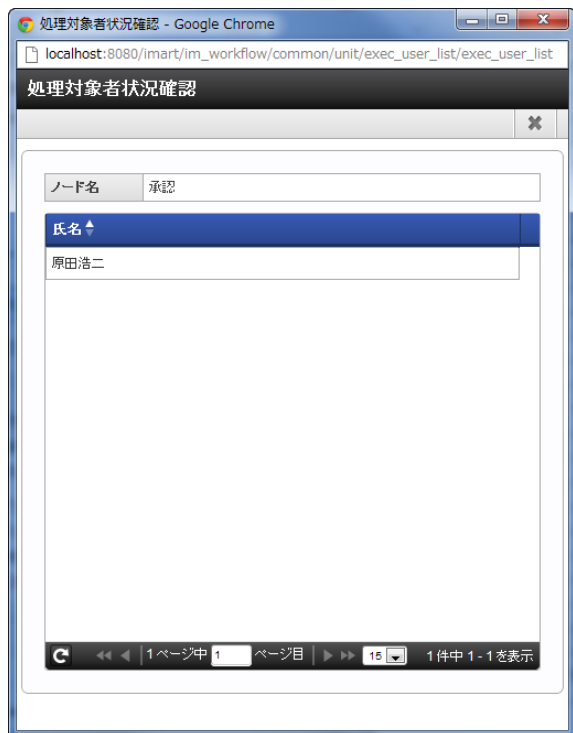 処理対象者状況確認 - Google Chrome
localhost:8080/imart/im_workflow/common/unit/exec_user_list/exec_user_list
処理対象者状況確認
ノード名 承認
氏名
原田浩二
1 ページ中 1 ページ目 15 1 件中 1 - 1 を表示